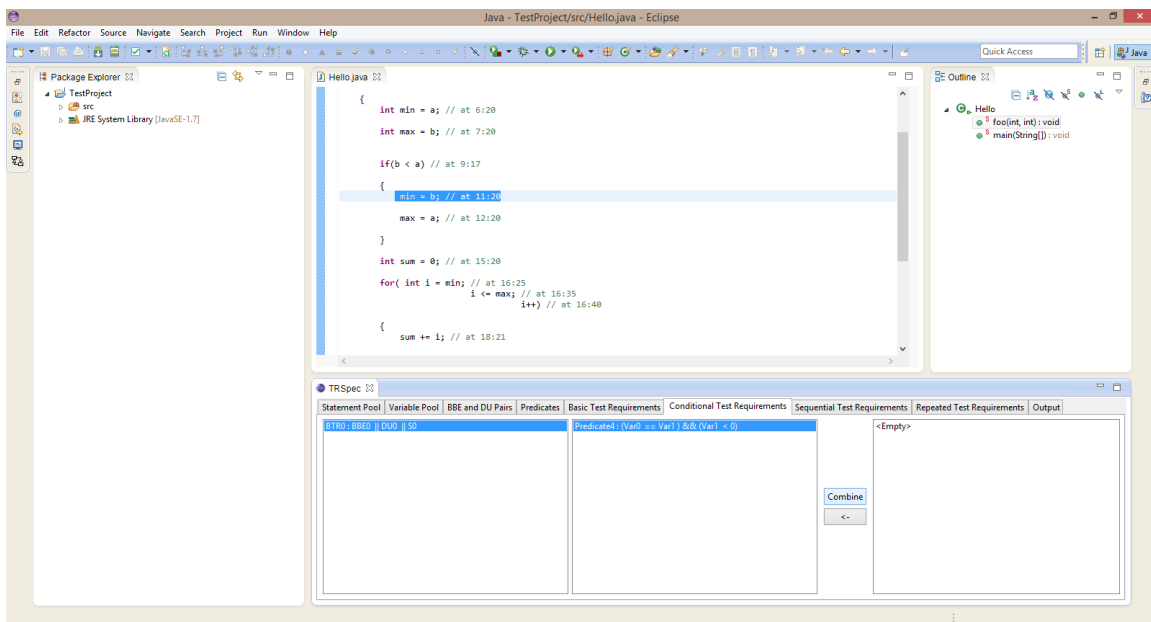 Java - TestProject/src/Hello.java - Eclipse
File Edit Refactor Source Navigate Search Project Run Window Help
Quick Access
Java
Package Explorer
TestProject
src
JRE System Library [JavaSE-1.7]
Hello.java
{
int min = a; // at 6:20
int max = b; // at 7:20
if(b < a) // at 9:17
{
min = b; // at 11:20
max = a; // at 12:20
}
int sum = 0; // at 15:20
for( int i = min; // at 16:25
i <= max; // at 16:35
i++) // at 16:40
{
sum += i; // at 18:21
Outline
Hello
foo(int, int) : void
main(String[]) : void
TRSpec
Statement Pool Variable Pool BBE and DU Pairs Predicates Basic Test Requirements Conditional Test Requirements Sequential Test Requirements Repeated Test Requirements Output
BTR0 : BBE0 || DU0 || S0
Predicate4 : (Var0 == Var1 ) && (Var1 < 0)
Combine
<-
<Empty>